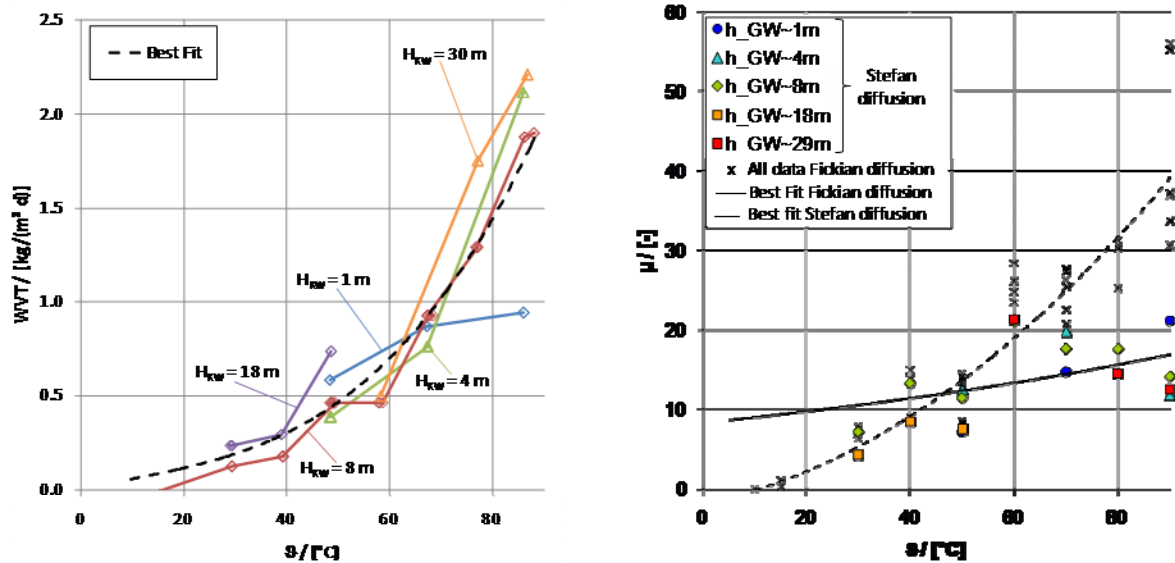 2.5
2.0
1.5
1.0
0.5
0.0
WVT / [kg/(m² d)]
Best Fit
H_KW = 30 m
H_KW = 1 m
H_KW = 18 m
H_KW = 4 m
H_KW = 8 m
0 20 40 60 80
ϑ / [°C]
60
50
40
30
20
10
0
μ / [-]
h_GW~1m
h_GW~4m
h_GW~8m
h_GW~18m
h_GW~29m
Stefan
diffusion
All data Fickian diffusion
Best Fit Fickian diffusion
Best fit Stefan diffusion
0 20 40 60 80
ϑ / [°C]